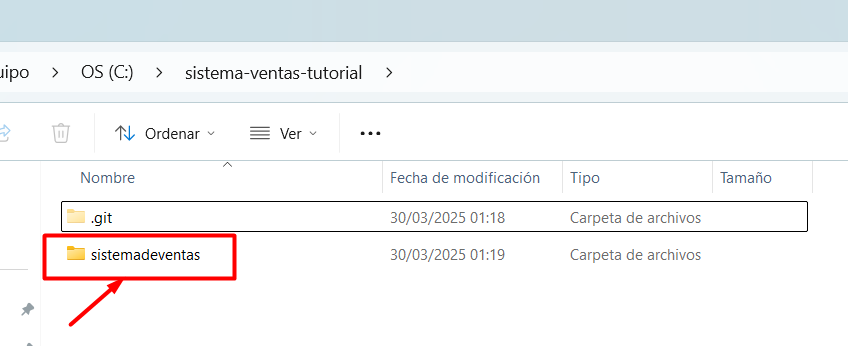 uipo > OS (C:) > sistema-ventas-tutorial >
Ordenar Ver ...
Nombre Fecha de modificación Tipo Tamaño
.git 30/03/2025 01:18 Carpeta de archivos
sistemadeventas 30/03/2025 01:19 Carpeta de archivos